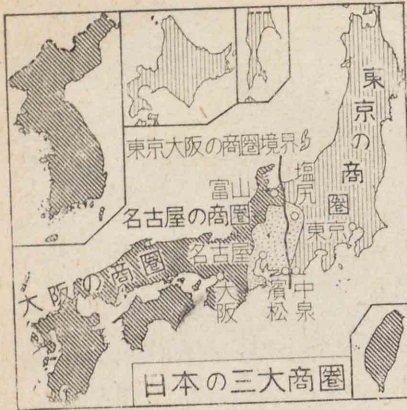 東京の商圏
東京大阪の商圏境界
塩尻
富山
名古屋の商圏
東京
名古屋
大阪の商圏
大阪
濱松
中泉
日本の三大商圏